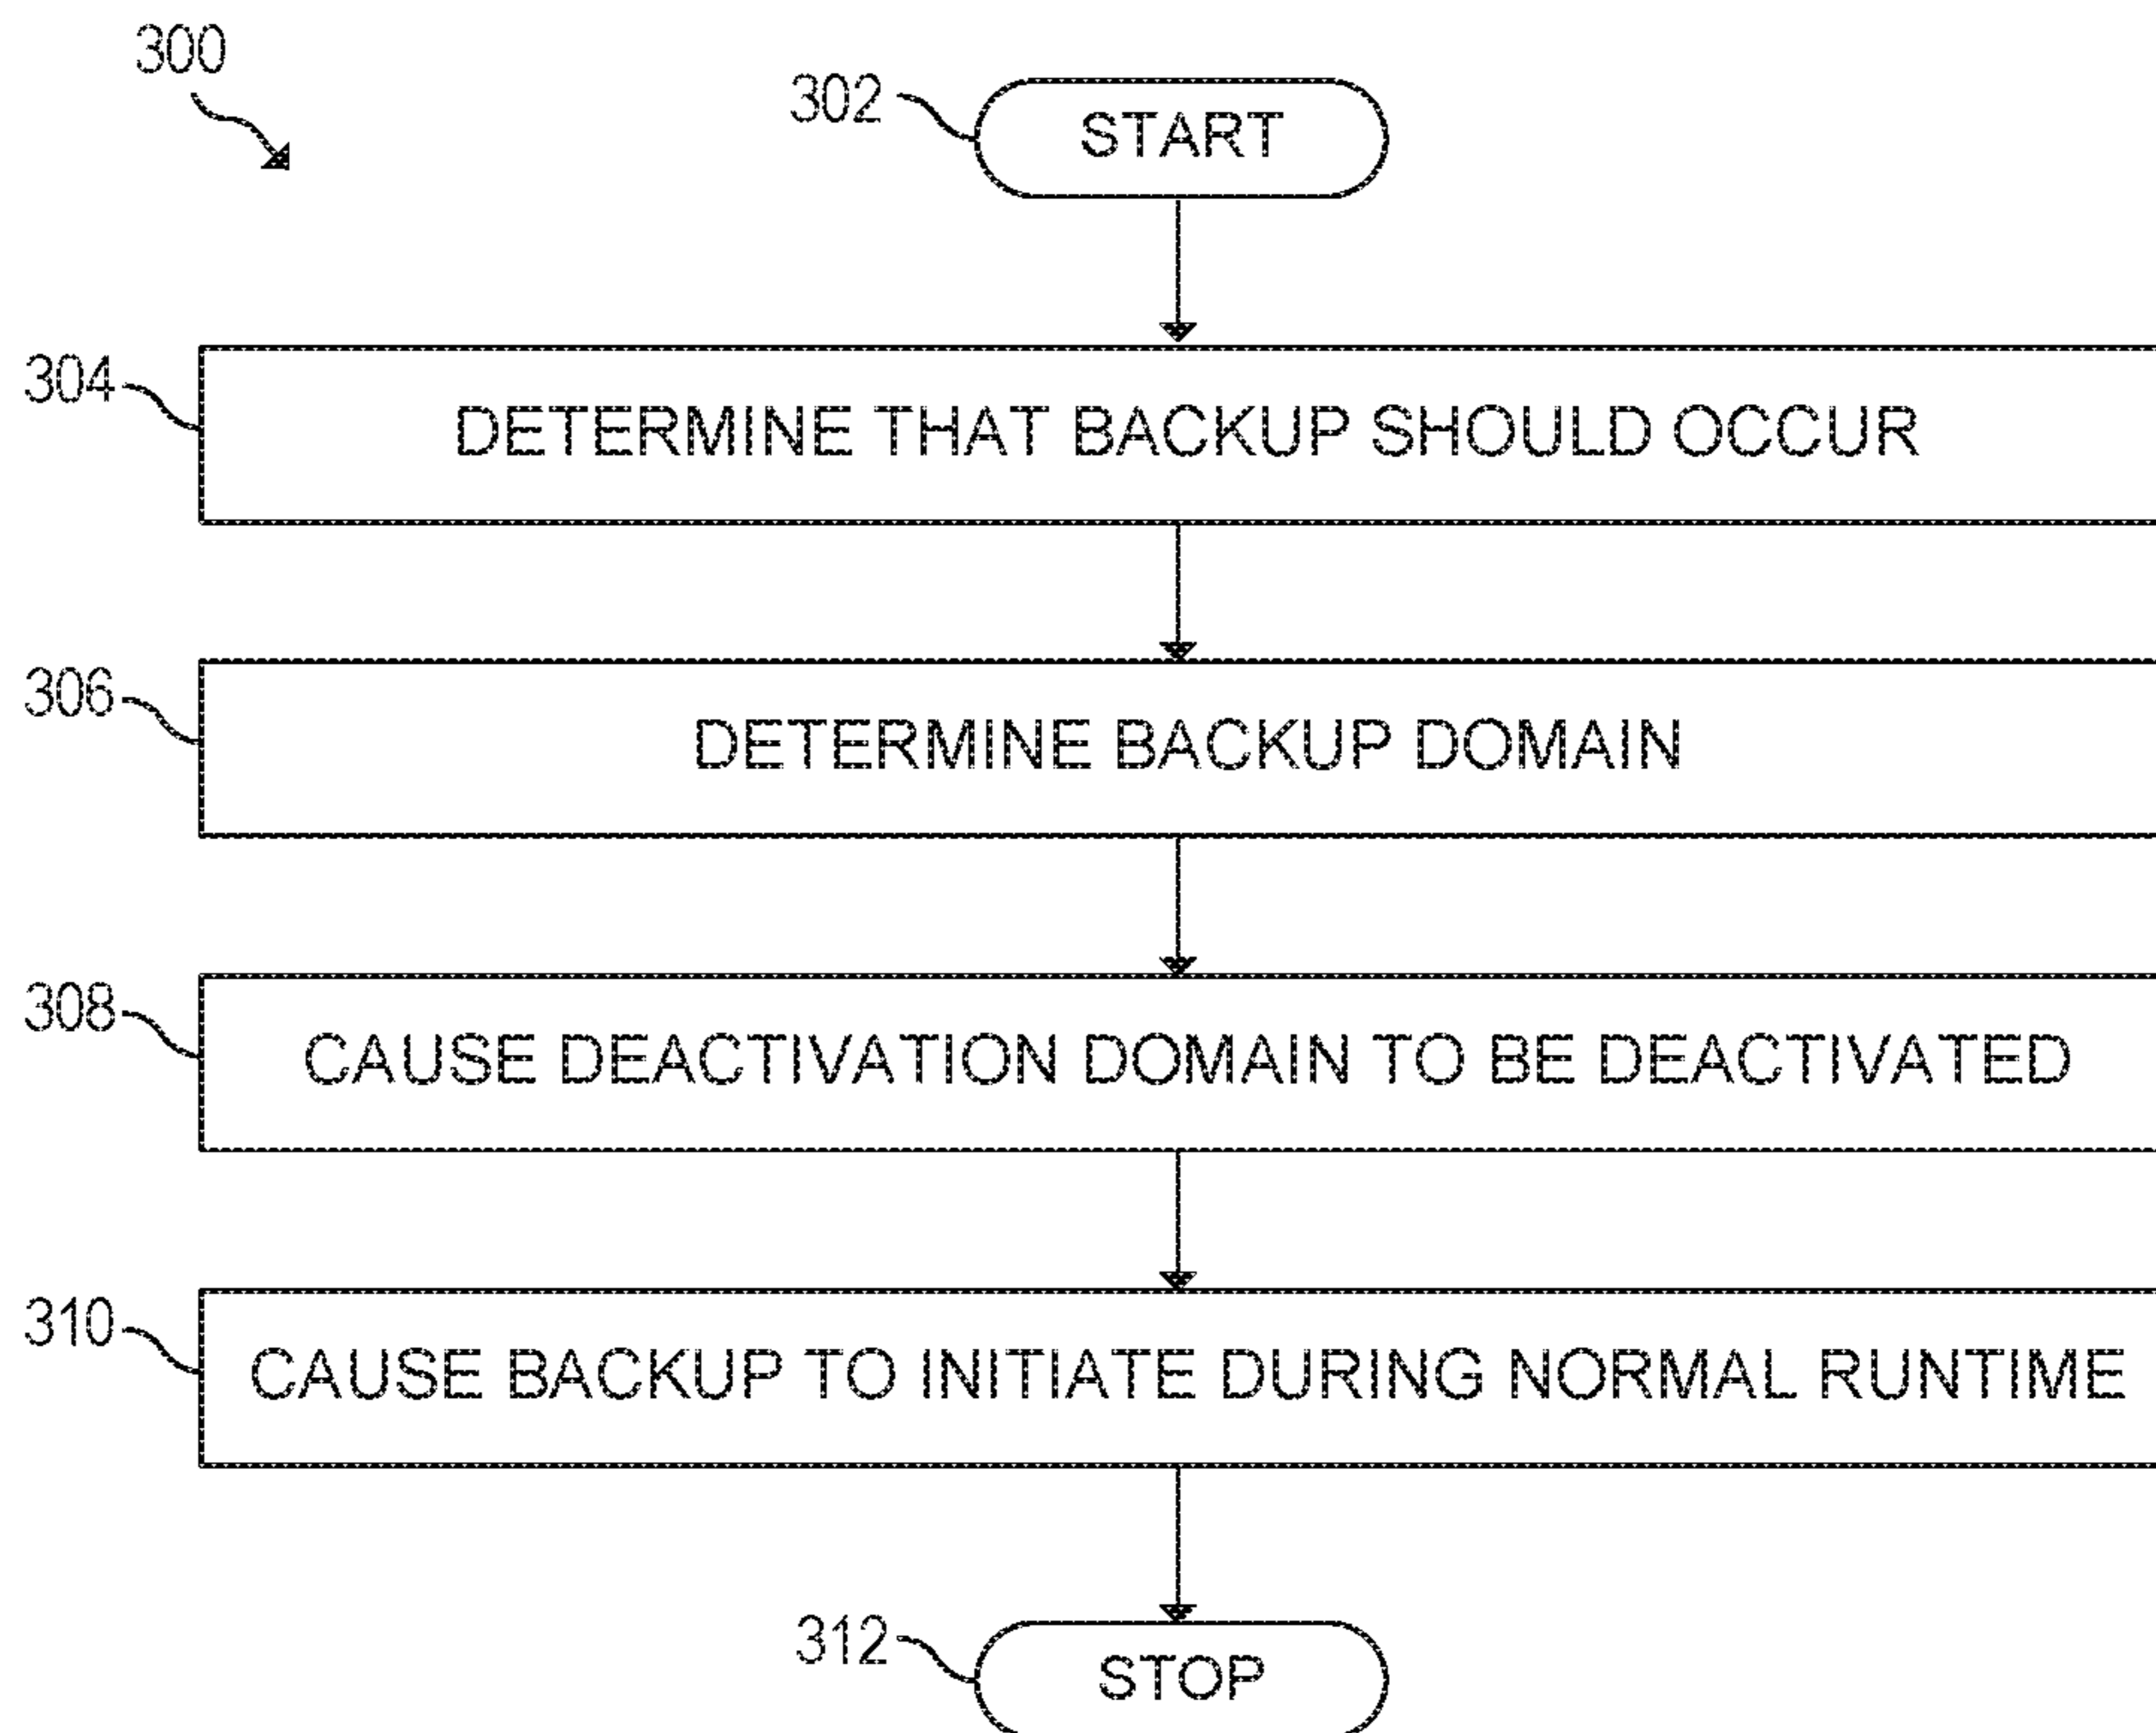 300
302
START
304
DETERMINE THAT BACKUP SHOULD OCCUR
306
DETERMINE BACKUP DOMAIN
308
CAUSE DEACTIVATION DOMAIN TO BE DEACTIVATED
310
CAUSE BACKUP TO INITIATE DURING NORMAL RUNTIME
312
STOP